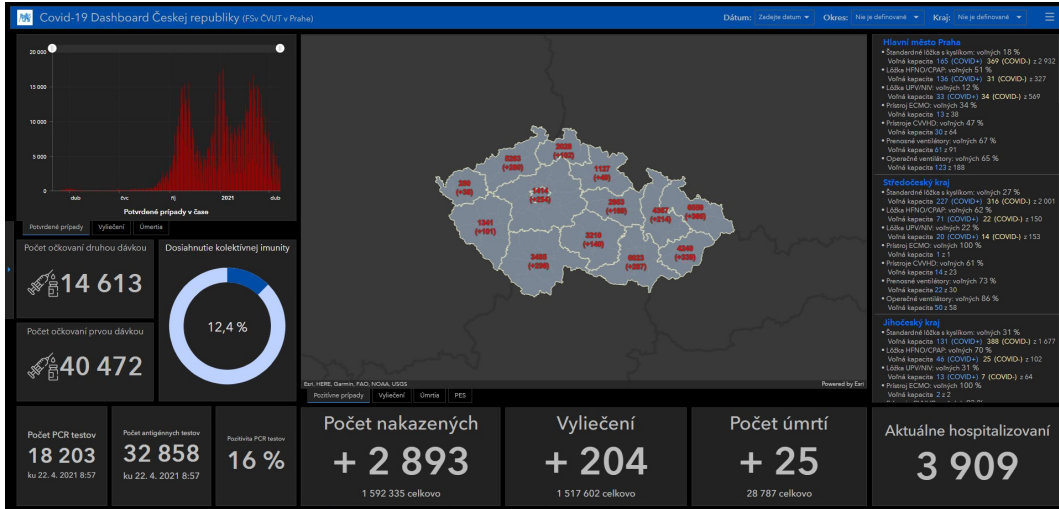 Covid-19 Dashboard Českej republiky (FSv ČVUT v Prahe)
Dátum: Zadejte datum Okres: Nie je definované Kraj: Nie je definované
20 000
15 000
10 000
5 000
0
dub čvc říj 2021 dub
Potvrdené prípady v čase
Potvrdené prípady Vyliečení Úmertia
Počet očkovaní druhou dávkou
14 613
Počet očkovaní prvou dávkou
40 472
Dosiahnutie kolektívnej imunity
12,4 %
1137
(+49)
1414
(+254)
1341
(+191)
3210
(+140)
Esri, HERE, Garmin, FAO, NOAA, USGS
Powered by Esri
Pozitívne prípady Vyliečení Úmrtia PES
Hlavní město Praha
• Štandardné lôžka s kyslíkom: voľných 18 %
Voľná kapacita 165 (COVID+) 369 (COVID-) z 2 932
• Lôžka HFNO/CPAP: voľných 51 %
Voľná kapacita 136 (COVID+) 31 (COVID-) z 327
• Lôžka UPV/NIV: voľných 12 %
Voľná kapacita 33 (COVID+) 34 (COVID-) z 569
• Prístroj ECMO: voľných 34 %
Voľná kapacita 13 z 38
• Prístroje CVVHD: voľných 47 %
Voľná kapacita 30 z 64
• Prenosné ventilátory: voľných 67 %
Voľná kapacita 61 z 91
• Operačné ventilátory: voľných 65 %
Voľná kapacita 123 z 188
Středočeský kraj
• Štandardné lôžka s kyslíkom: voľných 27 %
Voľná kapacita 227 (COVID+) 316 (COVID-) z 2 001
• Lôžka HFNO/CPAP: voľných 62 %
Voľná kapacita 71 (COVID+) 22 (COVID-) z 150
• Lôžka UPV/NIV: voľných 22 %
Voľná kapacita 20 (COVID+) 14 (COVID-) z 153
• Prístroj ECMO: voľných 100 %
Voľná kapacita 1 z 1
• Prístroje CVVHD: voľných 61 %
Voľná kapacita 14 z 23
• Prenosné ventilátory: voľných 73 %
Voľná kapacita 22 z 30
• Operačné ventilátory: voľných 86 %
Voľná kapacita 50 z 58
Jihočeský kraj
• Štandardné lôžka s kyslíkom: voľných 31 %
Voľná kapacita 131 (COVID+) 388 (COVID-) z 1 677
• Lôžka HFNO/CPAP: voľných 70 %
Voľná kapacita 46 (COVID+) 25 (COVID-) z 102
• Lôžka UPV/NIV: voľných 31 %
Voľná kapacita 13 (COVID+) 7 (COVID-) z 64
• Prístroj ECMO: voľných 100 %
Voľná kapacita 2 z 2
Počet PCR testov
18 203
ku 22. 4. 2021 8:57
Počet antigénnych testov
32 858
ku 22. 4. 2021 8:57
Pozitivita PCR testov
16 %
Počet nakazených
+ 2 893
1 592 335 celkovo
Vyliečení
+ 204
1 517 602 celkovo
Počet úmrtí
+ 25
28 787 celkovo
Aktuálne hospitalizovaní
3 909